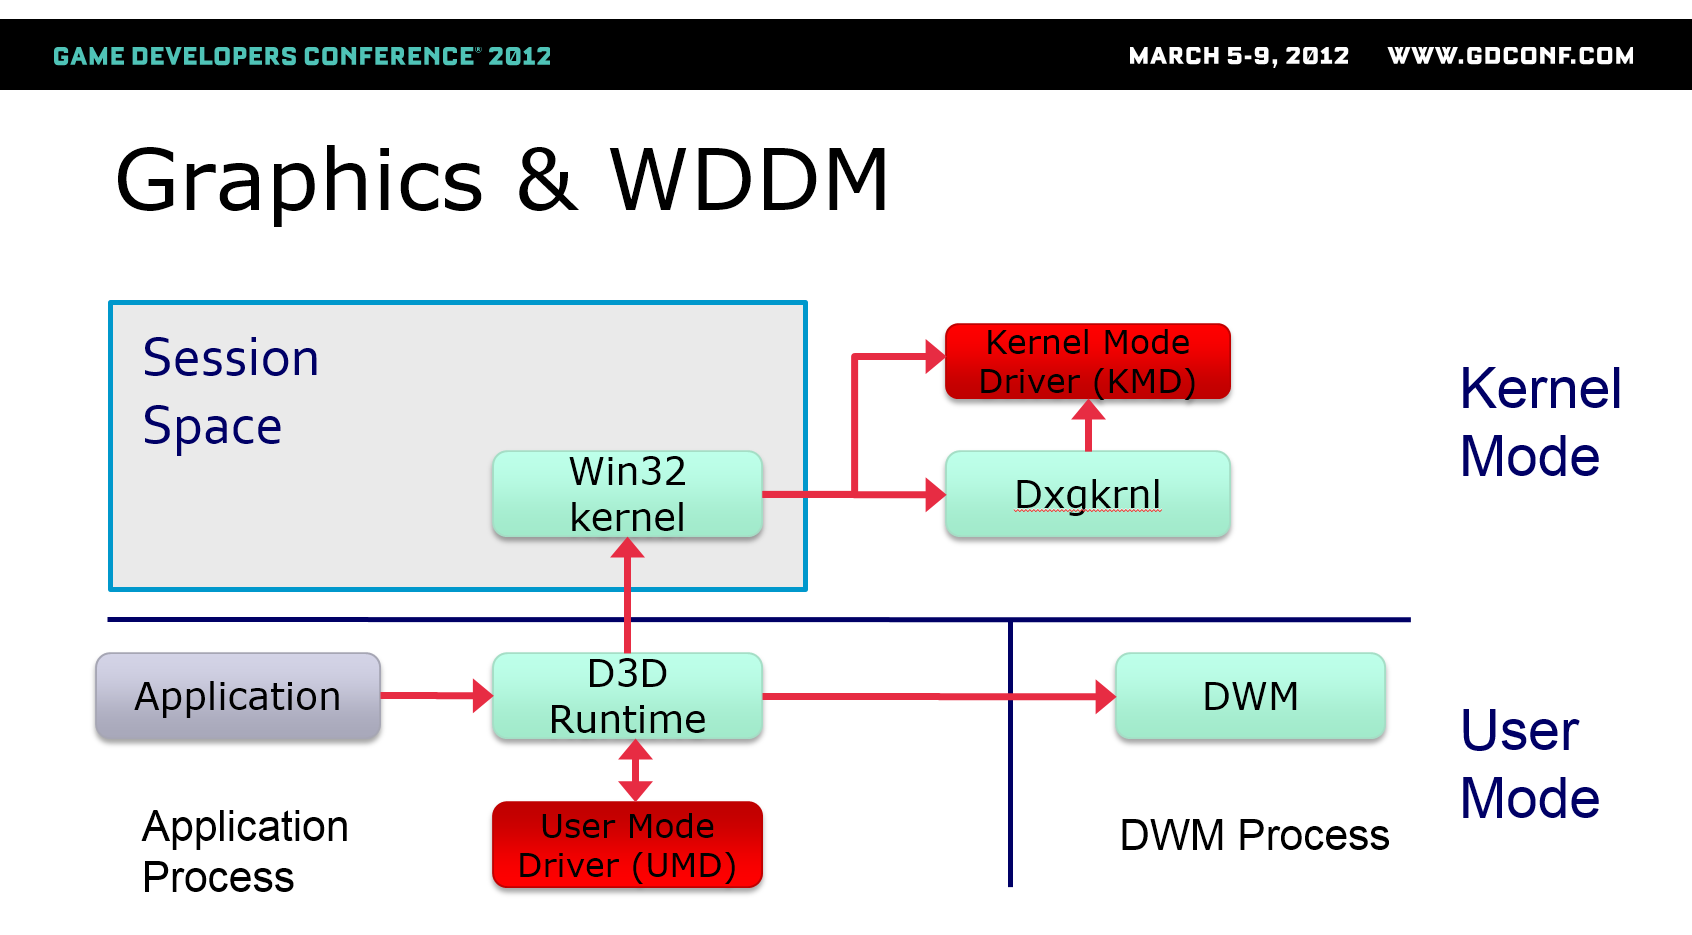 GAME DEVELOPERS CONFERENCE® 2012
MARCH 5-9, 2012 WWW.GDCONF.COM
Graphics & WDDM
Session
Space
Kernel Mode
Driver (KMD)
Kernel
Mode
Win32
kernel
Dxgkrnl
Application
D3D
Runtime
DWM
User
Mode
Application
Process
User Mode
Driver (UMD)
DWM Process